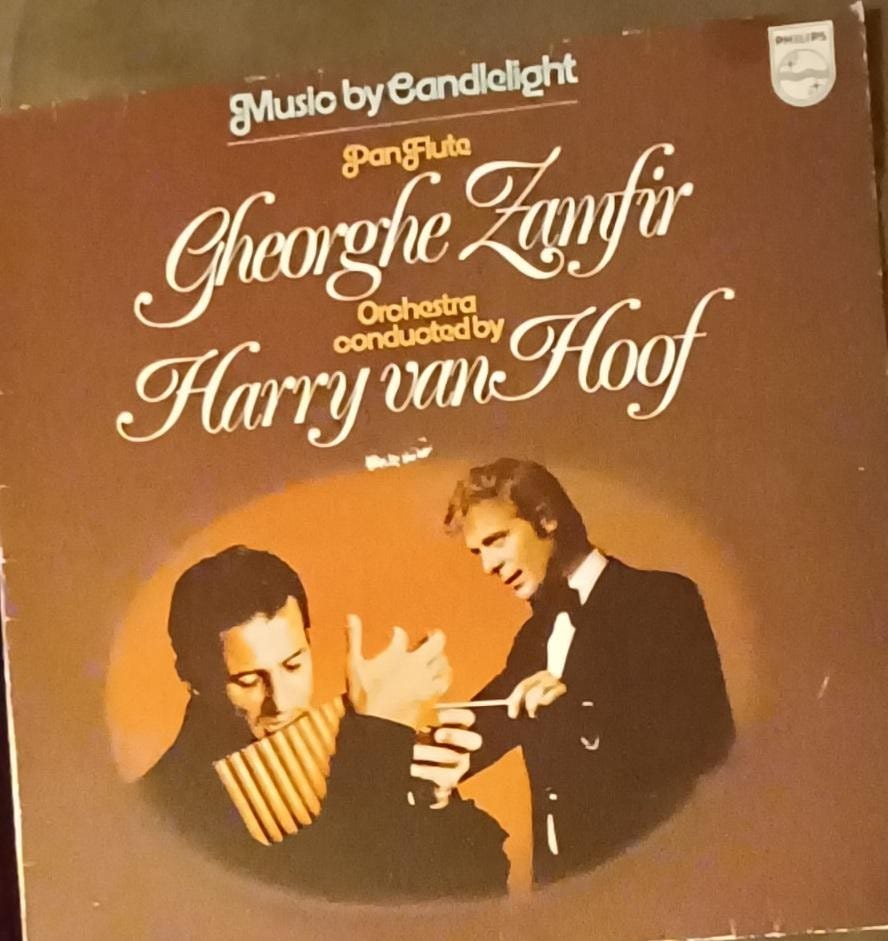 PHILIPS
Music by Candlelight
Pan Flute
Gheorghe Zamfir
Orchestra
conducted by
Harry van Hoof